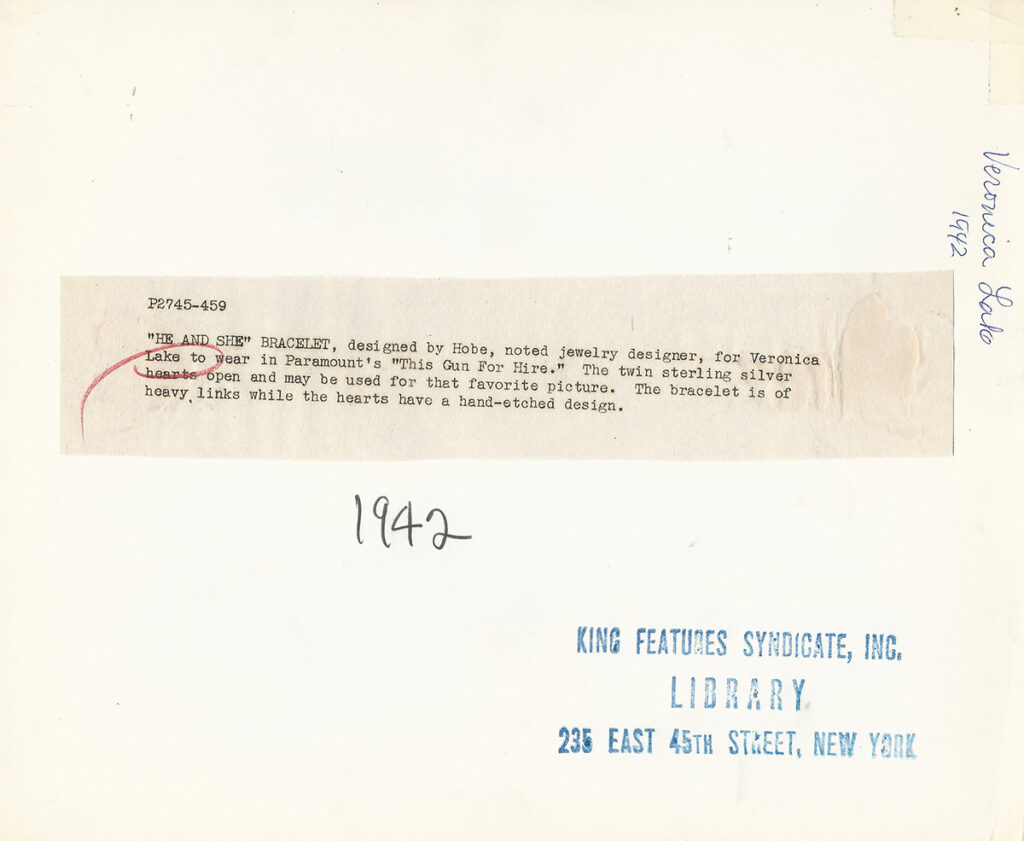 Veronica Lake
1942
P2745-459
"HE AND SHE" BRACELET, designed by Hobe, noted jewelry designer, for Veronica
Lake to wear in Paramount's "This Gun For Hire." The twin sterling silver
hearts open and may be used for that favorite picture. The bracelet is of
heavy links while the hearts have a hand-etched design.
1942
KING FEATURES SYNDICATE, INC.
LIBRARY
235 EAST 45TH STREET, NEW YORK